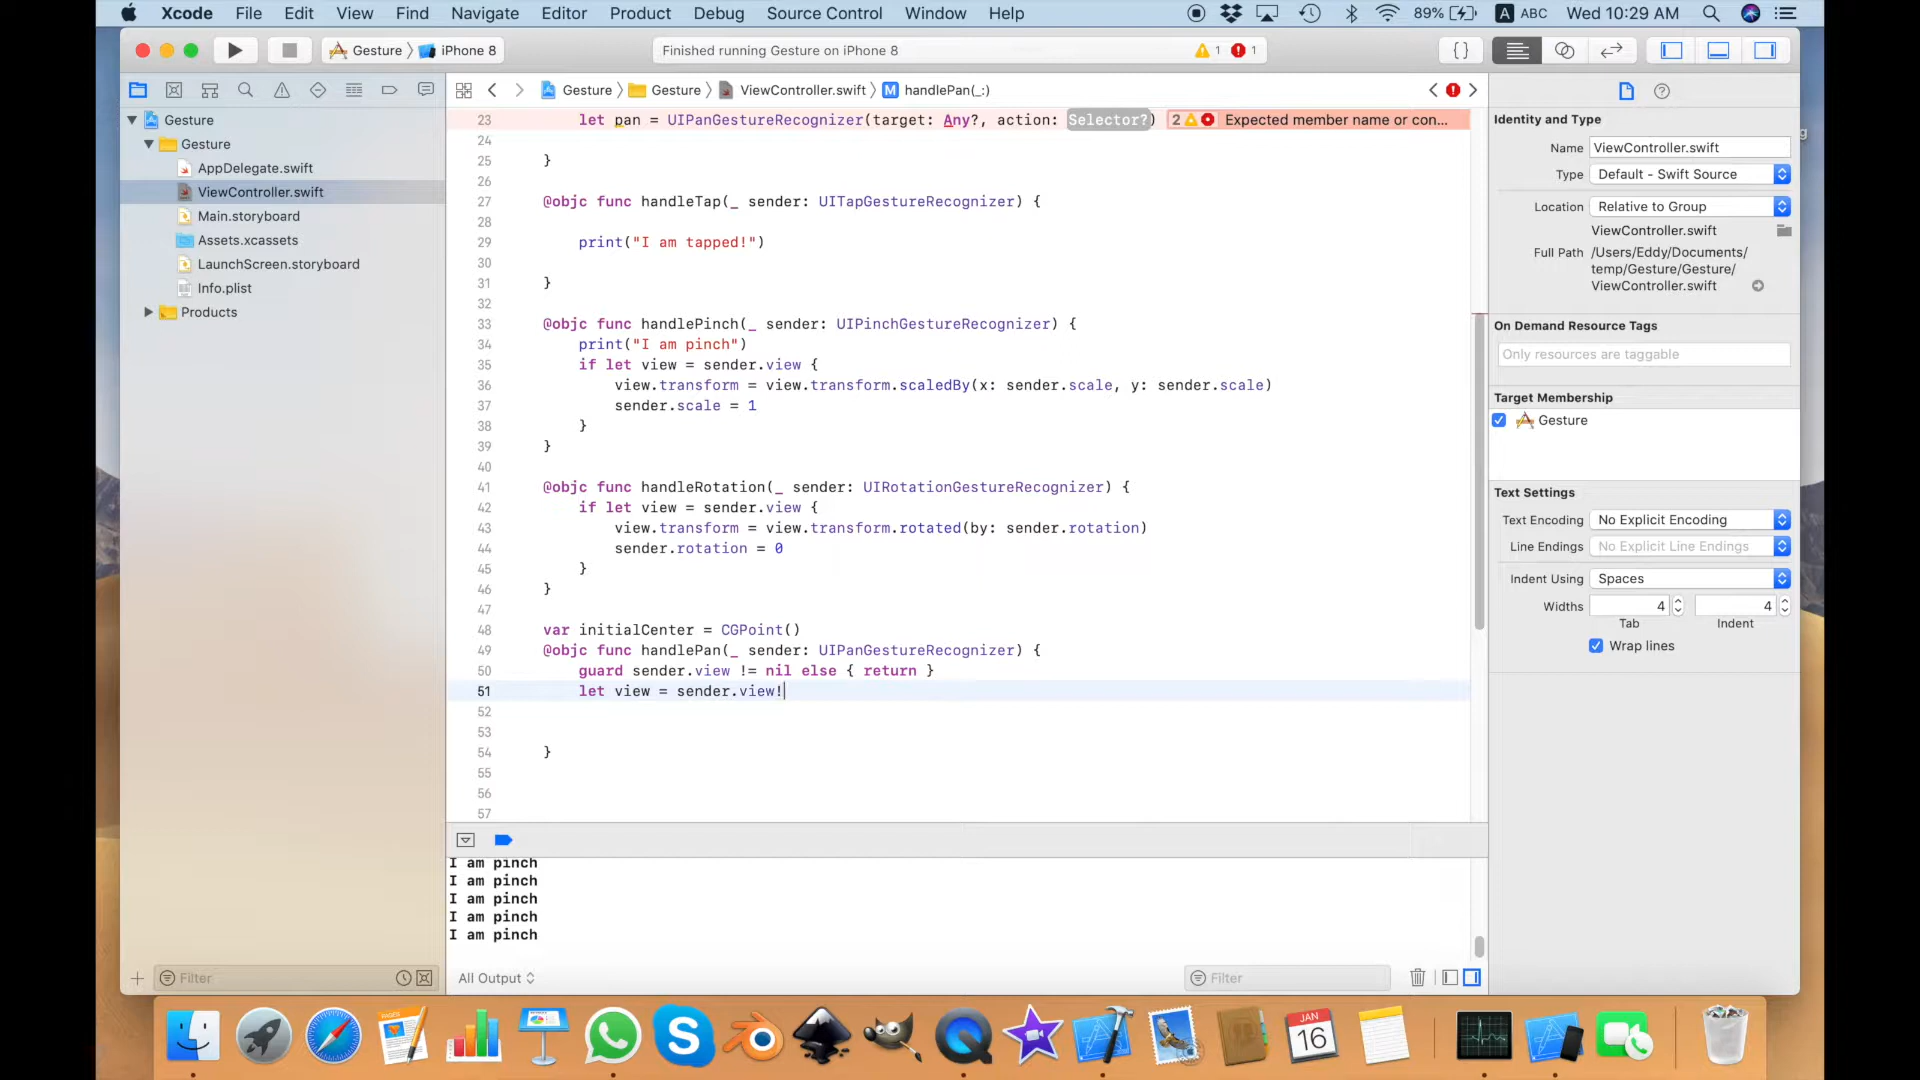 Xcode File Edit View Find Navigate Editor Product Debug Source Control Window Help 89% A ABC Wed 10:29 AM
Gesture iPhone 8 Finished running Gesture on iPhone 8 1 1 {}
Gesture Gesture ViewController.swift M handlePan(_:)
Gesture
Gesture
AppDelegate.swift
ViewController.swift
Main.storyboard
Assets.xcassets
LaunchScreen.storyboard
Info.plist
Products
Filter
23 let pan = UIPanGestureRecognizer(target: Any?, action: Selector?) 2 Expected member name or con...
24
25 }
26
27 @objc func handleTap(_ sender: UITapGestureRecognizer) {
28
29 print("I am tapped!")
30
31 }
32
33 @objc func handlePinch(_ sender: UIPinchGestureRecognizer) {
34 print("I am pinch")
35 if let view = sender.view {
36 view.transform = view.transform.scaledBy(x: sender.scale, y: sender.scale)
37 sender.scale = 1
38 }
39 }
40
41 @objc func handleRotation(_ sender: UIRotationGestureRecognizer) {
42 if let view = sender.view {
43 view.transform = view.transform.rotated(by: sender.rotation)
44 sender.rotation = 0
45 }
46 }
47
48 var initialCenter = CGPoint()
49 @objc func handlePan(_ sender: UIPanGestureRecognizer) {
50 guard sender.view != nil else { return }
51 let view = sender.view!
52
53
54 }
55
56
57
I am pinch
I am pinch
I am pinch
I am pinch
I am pinch
All Output Filter
Identity and Type
Name ViewController.swift
Type Default - Swift Source
Location Relative to Group
ViewController.swift
Full Path /Users/Eddy/Documents/
temp/Gesture/Gesture/
ViewController.swift
On Demand Resource Tags
Only resources are taggable
Target Membership
Gesture
Text Settings
Text Encoding No Explicit Encoding
Line Endings No Explicit Line Endings
Indent Using Spaces
Widths 4 4
Tab Indent
Wrap lines
PAGES
JAN
16